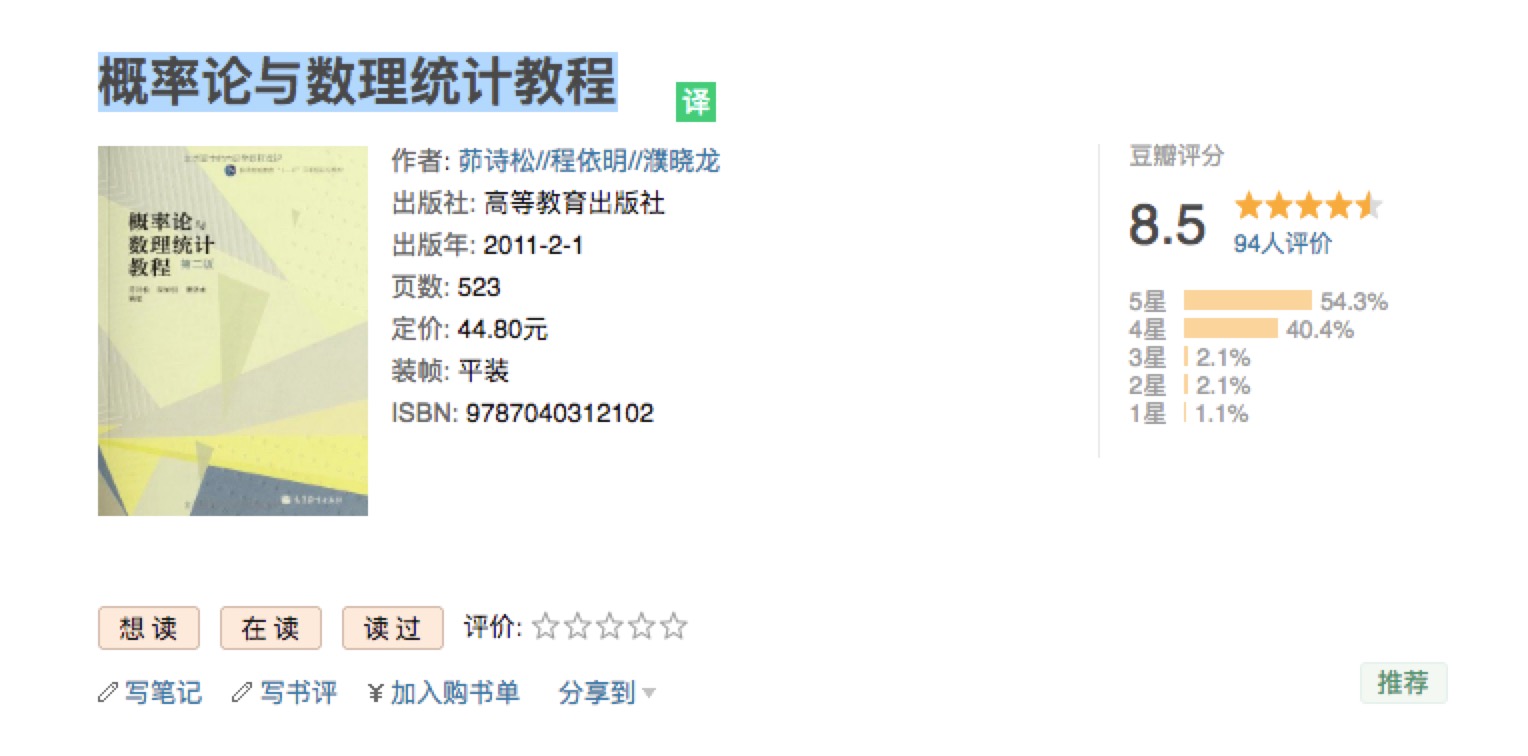 概率论与数理统计教程
译
概率论与
数理统计
教程 第二版
作者: 茆诗松//程依明//濮晓龙
出版社: 高等教育出版社
出版年: 2011-2-1
页数: 523
定价: 44.80元
装帧: 平装
ISBN: 9787040312102
豆瓣评分
8.5
94人评价
5星 54.3%
4星 40.4%
3星 2.1%
2星 2.1%
1星 1.1%
想读 在读 读过 评价:
写笔记 写书评 ¥加入购书单 分享到
推荐